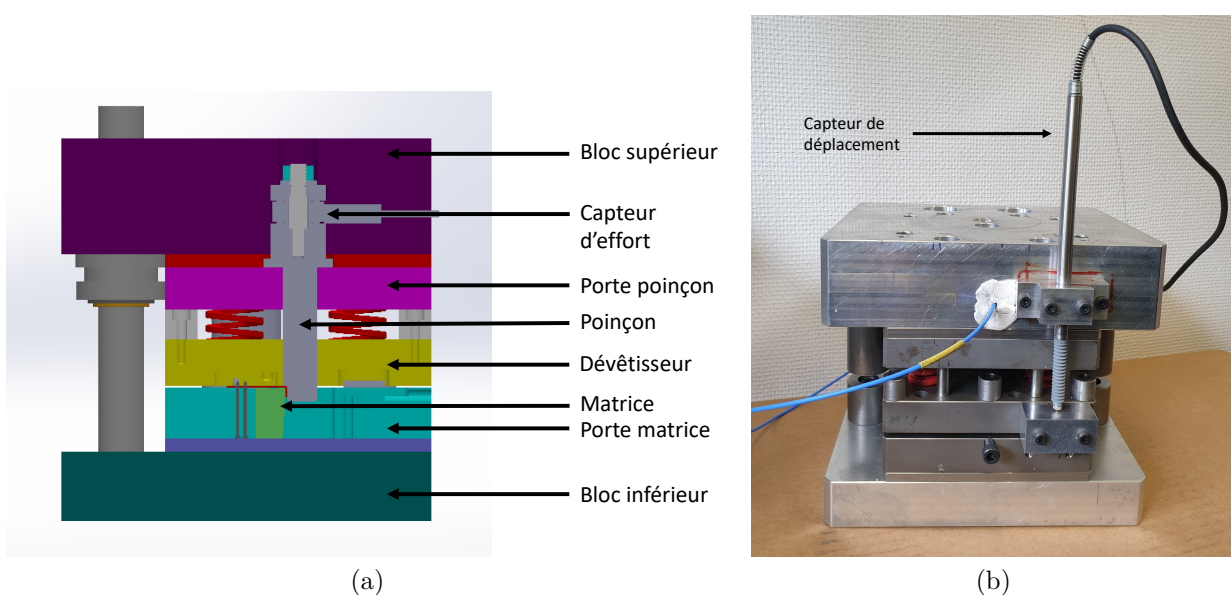 Bloc supérieur
Capteur
d'effort
Porte poinçon
Poinçon
Dévêtisseur
Matrice
Porte matrice
Bloc inférieur
(a)
Capteur de
déplacement
(b)